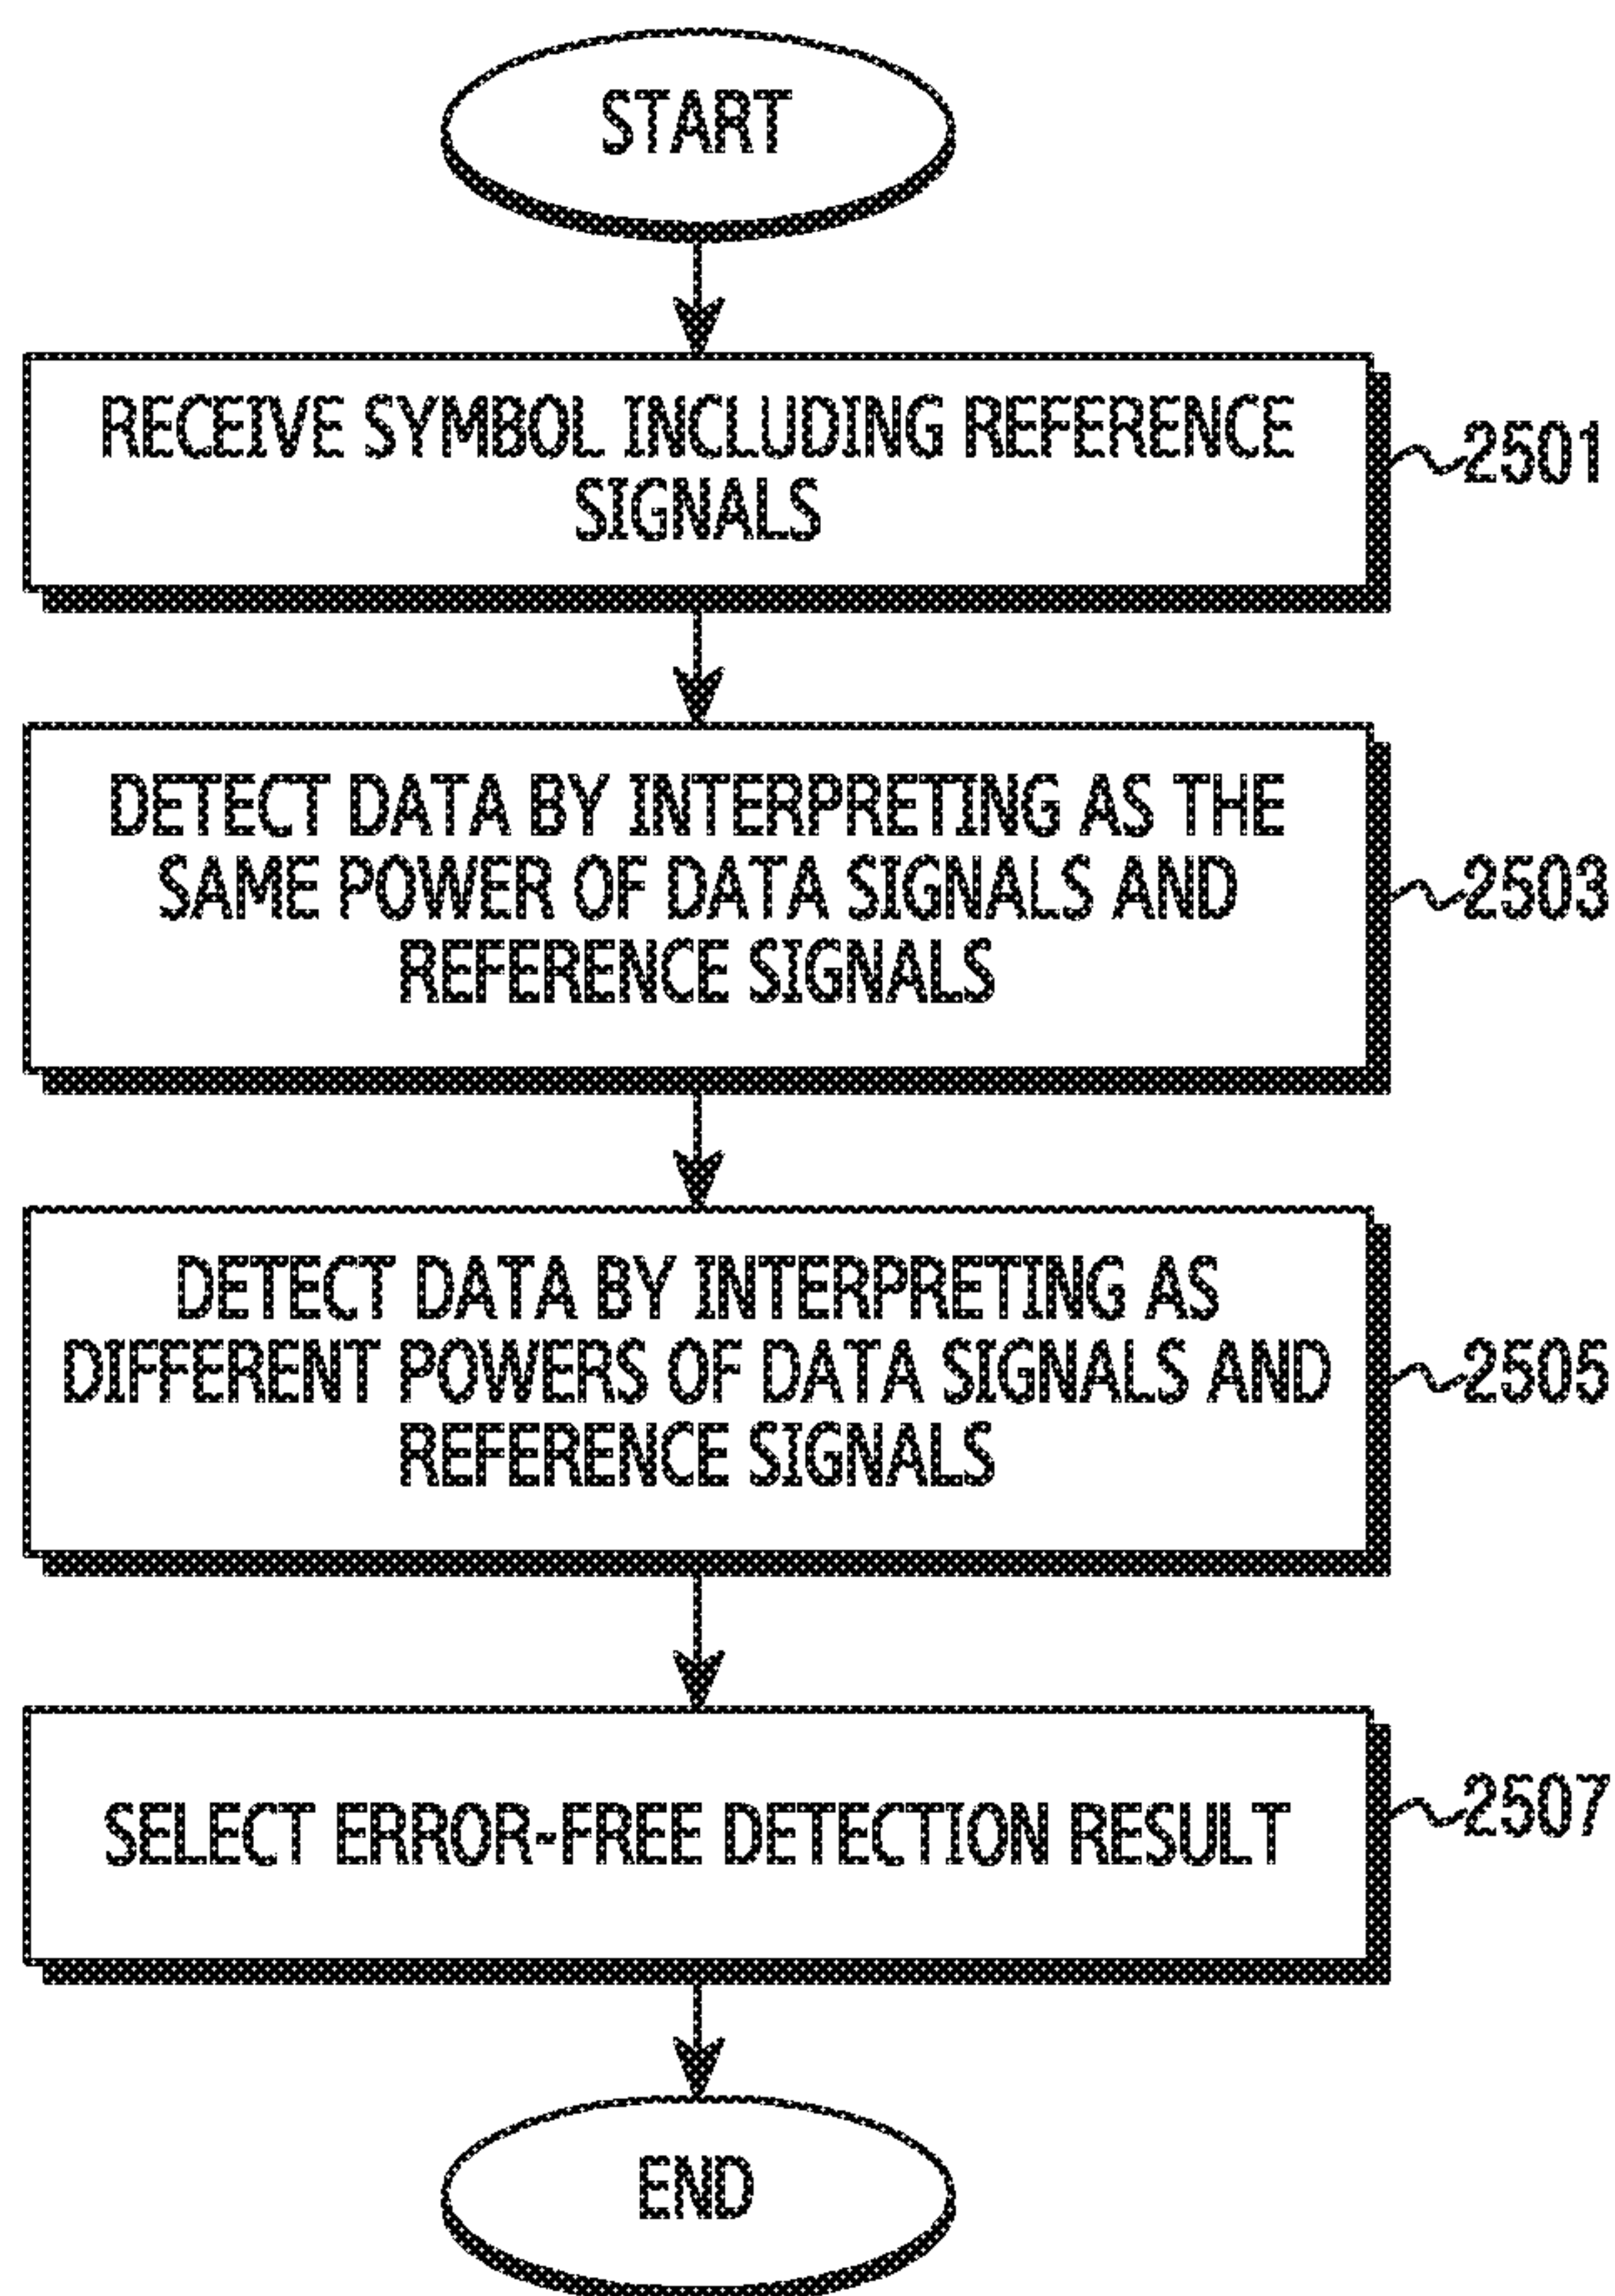 START
RECEIVE SYMBOL INCLUDING REFERENCE
SIGNALS
2501
DETECT DATA BY INTERPRETING AS THE
SAME POWER OF DATA SIGNALS AND
REFERENCE SIGNALS
2503
DETECT DATA BY INTERPRETING AS
DIFFERENT POWERS OF DATA SIGNALS AND
REFERENCE SIGNALS
2505
SELECT ERROR-FREE DETECTION RESULT
2507
END